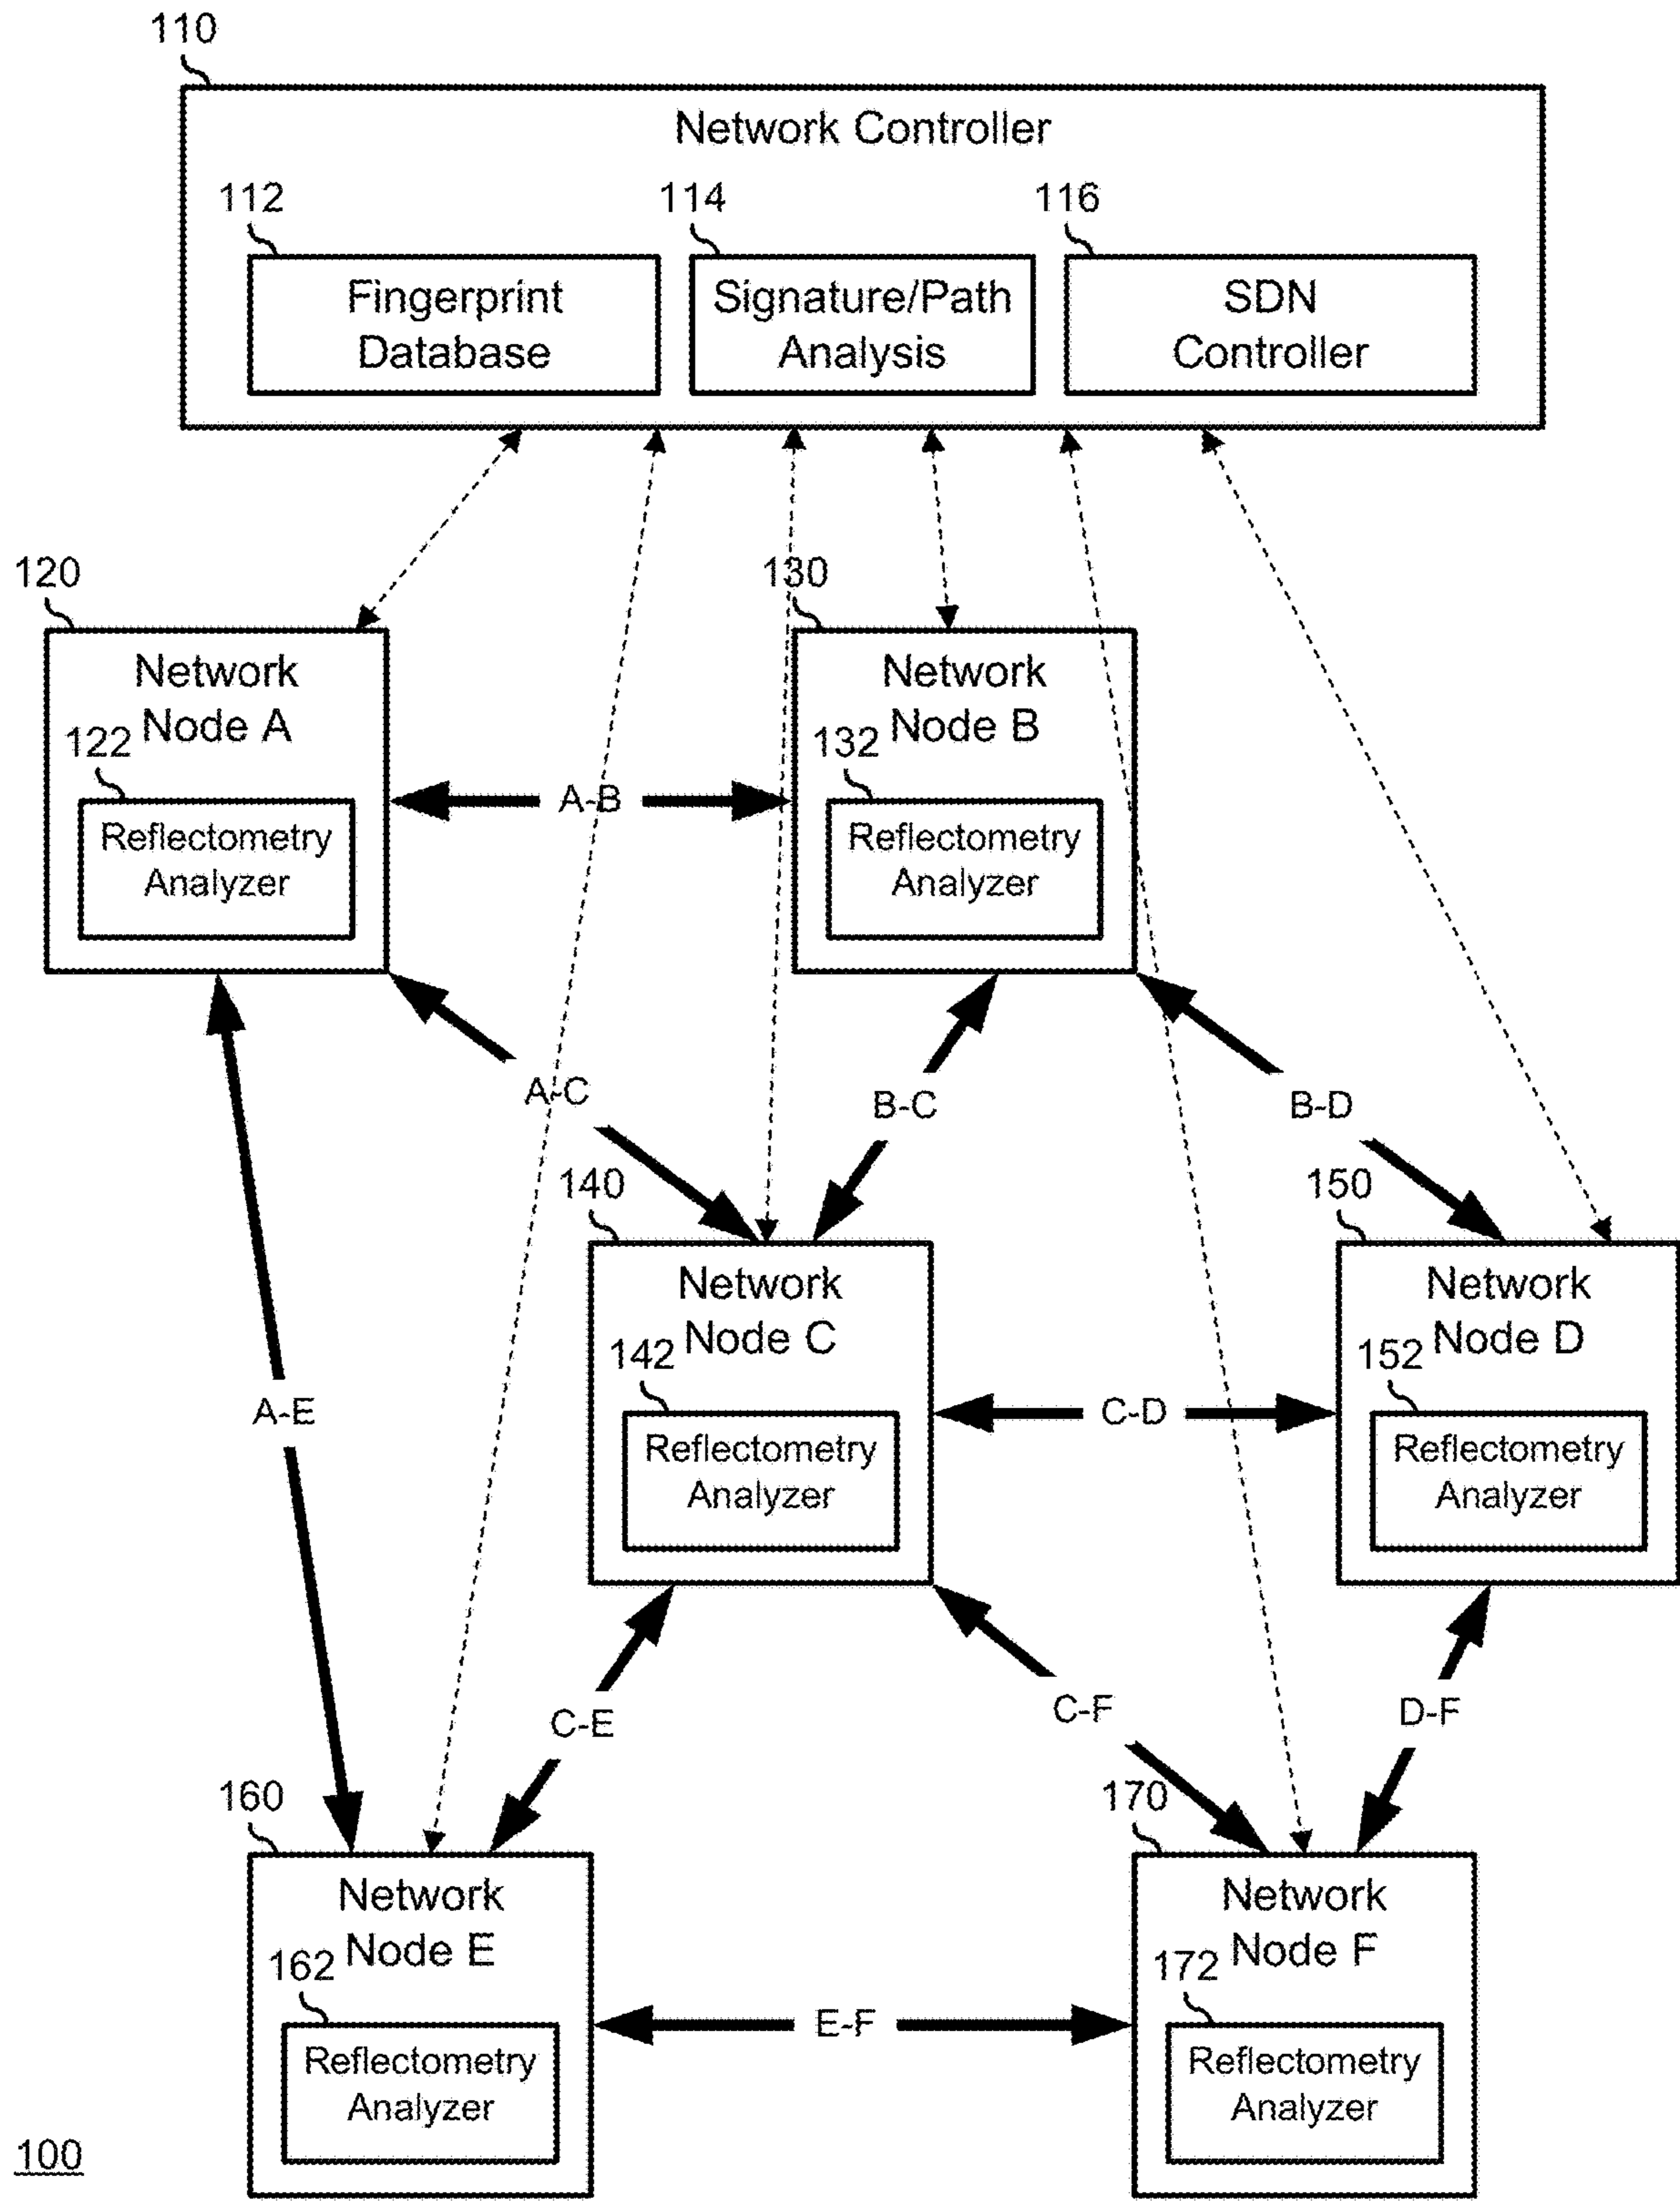 110
Network Controller
112
114
116
Fingerprint
Database
Signature/Path
Analysis
SDN
Controller
120
130
Network
Node A
122
Reflectometry
Analyzer
A-B
Network
Node B
132
Reflectometry
Analyzer
A-C
B-C
B-D
140
150
Network
Node C
142
Reflectometry
Analyzer
A-E
C-D
Network
Node D
152
Reflectometry
Analyzer
C-E
C-F
D-F
160
170
Network
Node E
162
Reflectometry
Analyzer
E-F
Network
Node F
172
Reflectometry
Analyzer
100